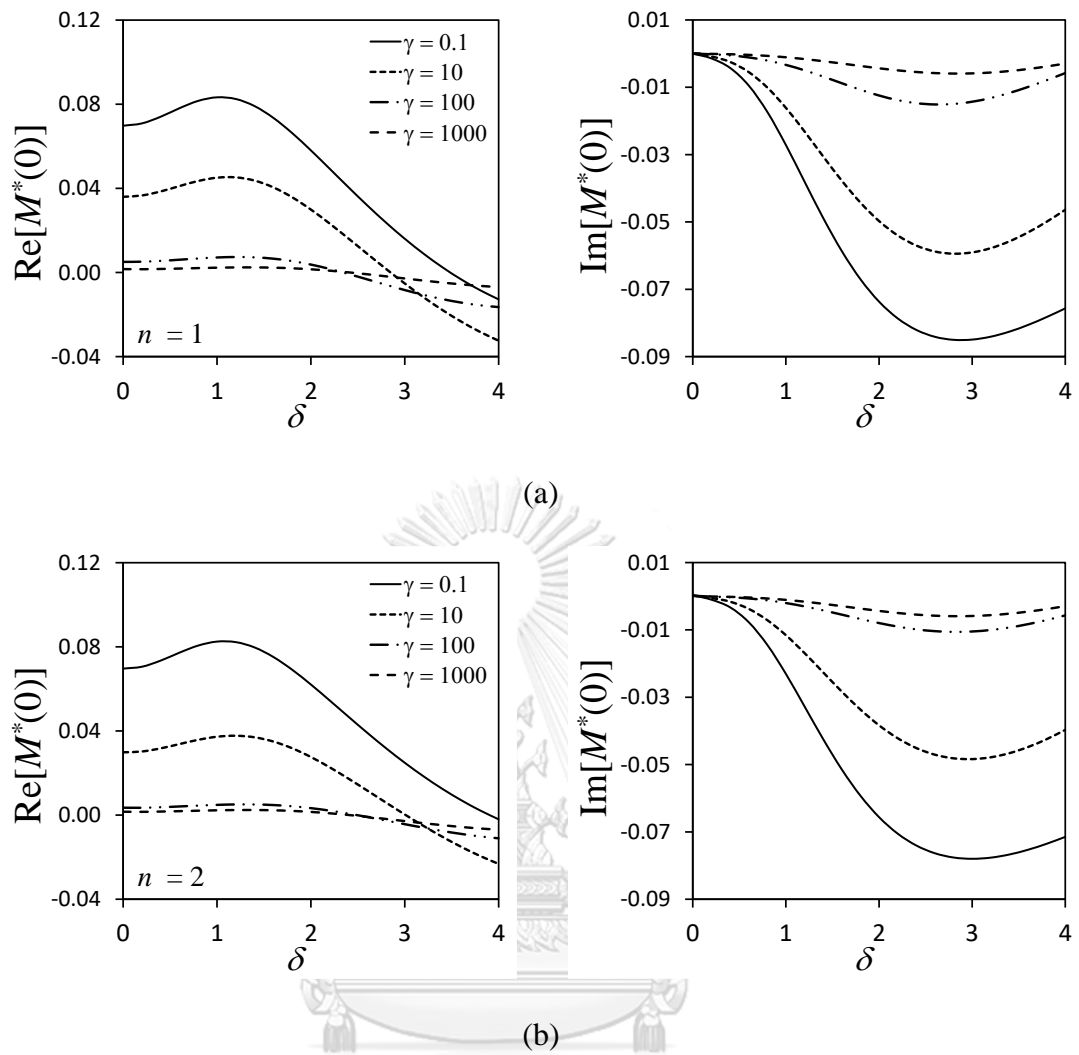 0.12
0.08
0.04
0.00
-0.04
Re[M*(0)]
γ = 0.1
γ = 10
γ = 100
γ = 1000
n = 1
0 1 2 3 4
δ
0.01
-0.01
-0.03
-0.05
-0.07
-0.09
Im[M*(0)]
0 1 2 3 4
δ
(a)
0.12
0.08
0.04
0.00
-0.04
Re[M*(0)]
γ = 0.1
γ = 10
γ = 100
γ = 1000
n = 2
0 1 2 3 4
δ
0.01
-0.01
-0.03
-0.05
-0.07
-0.09
Im[M*(0)]
0 1 2 3 4
δ
(b)